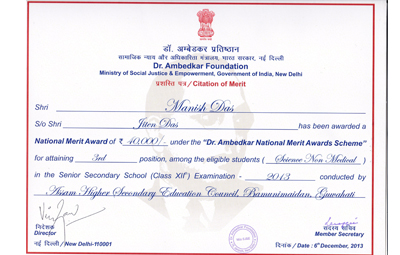 डॉ. अम्बेडकर प्रतिष्ठान
सामाजिक न्याय और अधिकारिता मंत्रालय, भारत सरकार, नई दिल्ली
Dr. Ambedkar Foundation
Ministry of Social Justice & Empowerment, Government of India, New Delhi
प्रशस्ति पत्र / Citation of Merit
Shri Manish Das
S/o Shri Jiten Das has been awarded a
National Merit Award of ₹ 40,000/- under the "Dr. Ambedkar National Merit Awards Scheme"
for attaining 3rd position, among the eligible students ( Science Non Medical )
in the Senior Secondary School (Class XIIth) Examination - 2013 conducted by
Assam Higher Secondary Education Council, Bamunimaidan, Guwahati
निदेशक
Director
नई दिल्ली/New Delhi-110001
सदस्य सचिव
Member Secretary
दिनांक / Date : 6th December, 2013